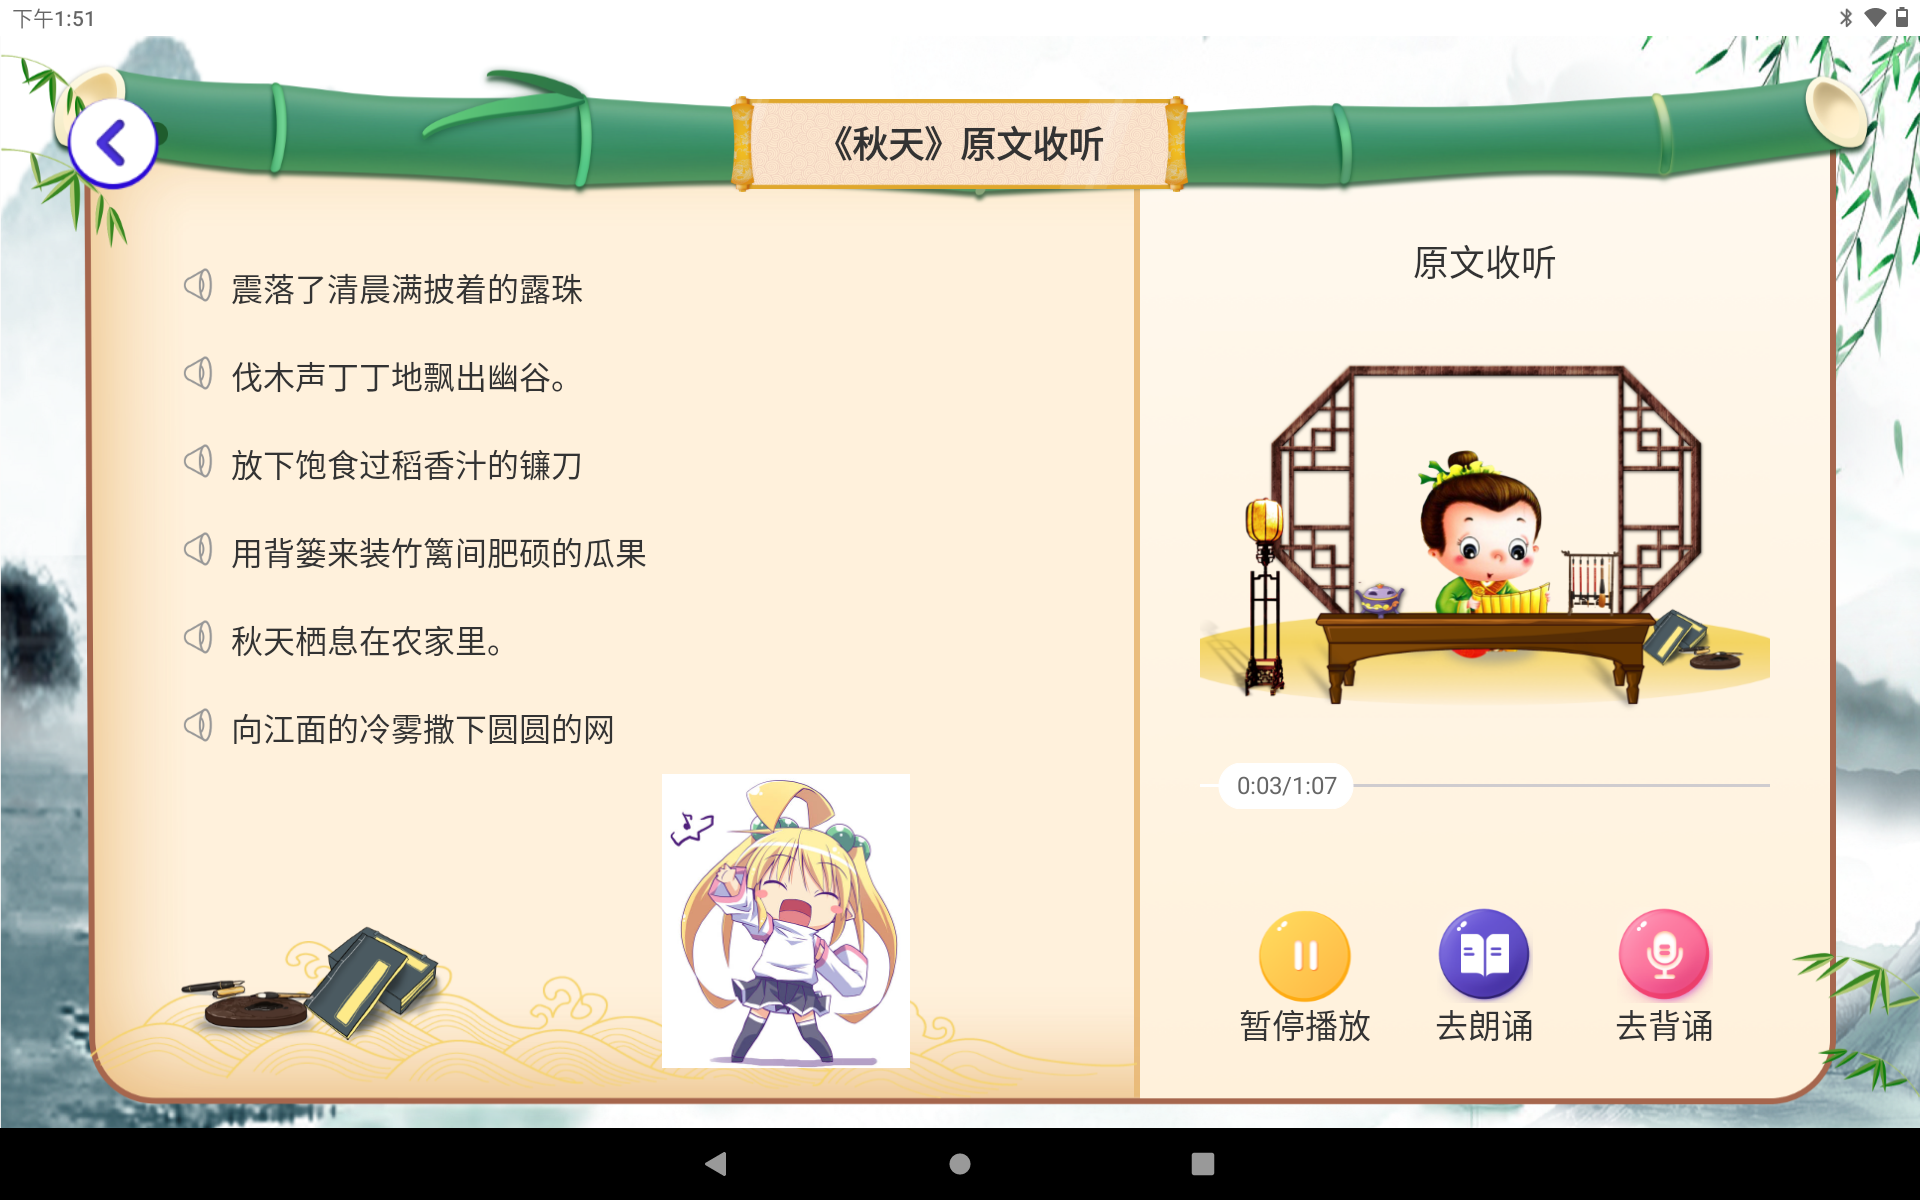 下午1:51
《秋天》原文收听
震落了清晨满披着的露珠
伐木声丁丁地飘出幽谷。
放下饱食过稻香汁的镰刀
用背篓来装竹篱间肥硕的瓜果
秋天栖息在农家里。
向江面的冷雾撒下圆圆的网
原文收听
0:03/1:07
暂停播放
去朗诵
去背诵